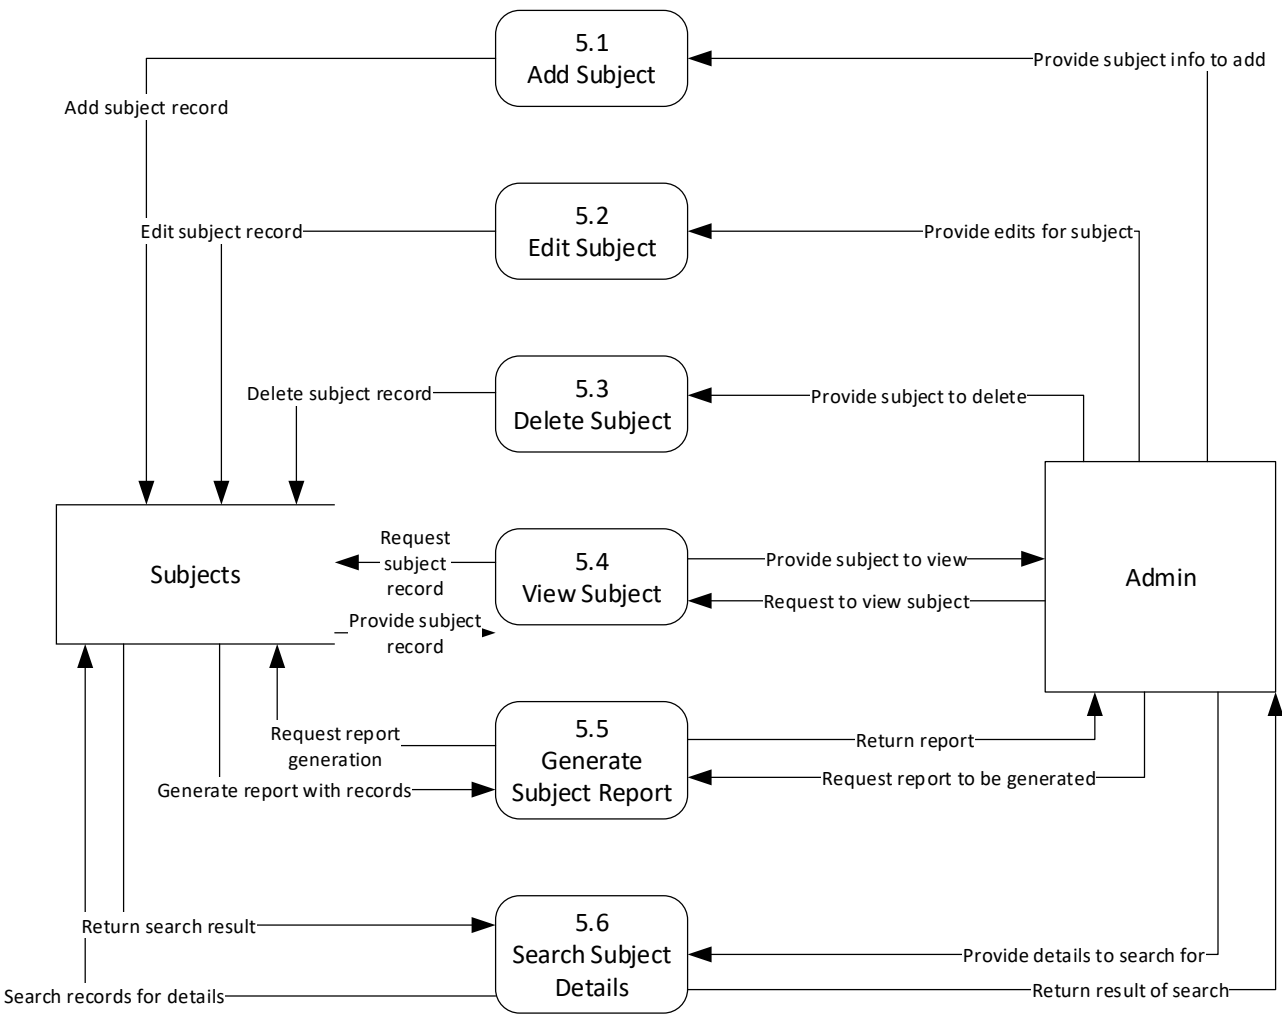 5.1
Add Subject
Provide subject info to add
Add subject record
5.2
Edit Subject
Edit subject record
Provide edits for subject
5.3
Delete Subject
Delete subject record
Provide subject to delete
Subjects
Request
subject
record
5.4
View Subject
Provide subject to view
Request to view subject
Admin
Provide subject
record
Request report
generation
Generate report with records
5.5
Generate
Subject Report
Return report
Request report to be generated
Return search result
Search records for details
5.6
Search Subject
Details
Provide details to search for
Return result of search